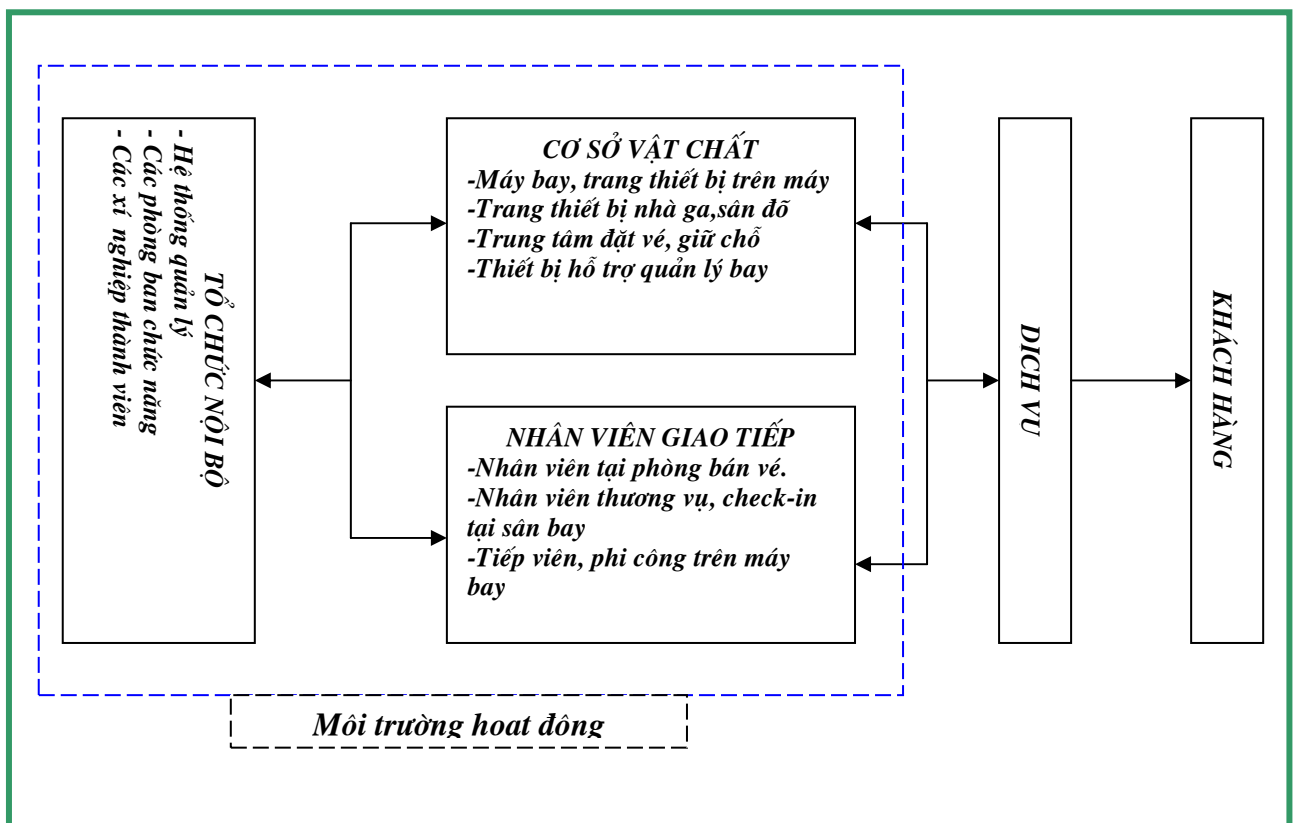 TỔ CHỨC NỘI BỘ
- Hệ thống quản lý
- Các phòng ban chức năng
- Các xí nghiệp thành viên
CƠ SỞ VẬT CHẤT
-Máy bay, trang thiết bị trên máy
-Trang thiết bị nhà ga,sân đỗ
-Trung tâm đặt vé, giữ chỗ
-Thiết bị hỗ trợ quản lý bay
NHÂN VIÊN GIAO TIẾP
-Nhân viên tại phòng bán vé.
-Nhân viên thương vụ, check-in
tại sân bay
-Tiếp viên, phi công trên máy
bay
DICH VU
KHÁCH HÀNG
Môi trường hoat đông